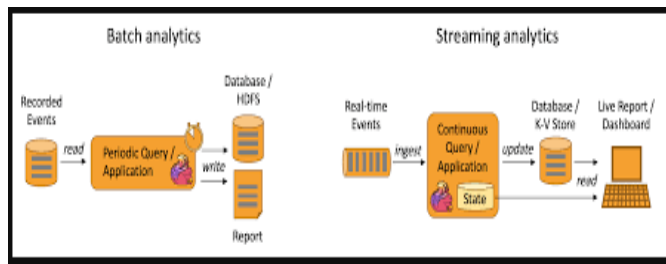 Batch analytics
Recorded
Events
read
Periodic Query /
Application
write
Database /
HDFS
Report
Streaming analytics
Real-time
Events
ingest
Continuous
Query /
Application
State
update
Database /
K-V Store
Live Report /
Dashboard
read